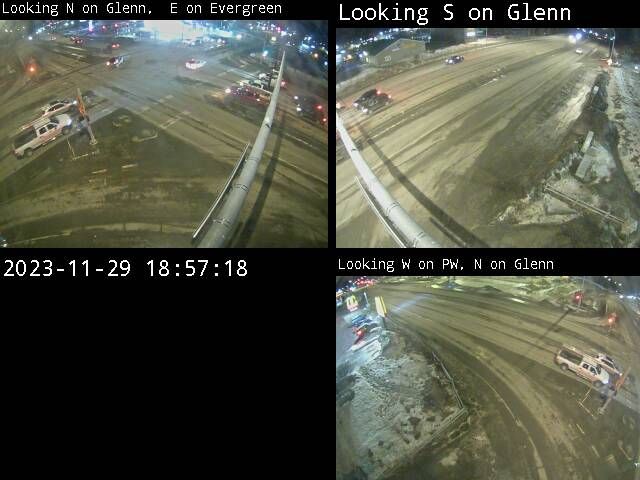 Looking N on Glenn, E on Evergreen
Looking S on Glenn
2023-11-29 18:57:18
Looking W on PW, N on Glenn